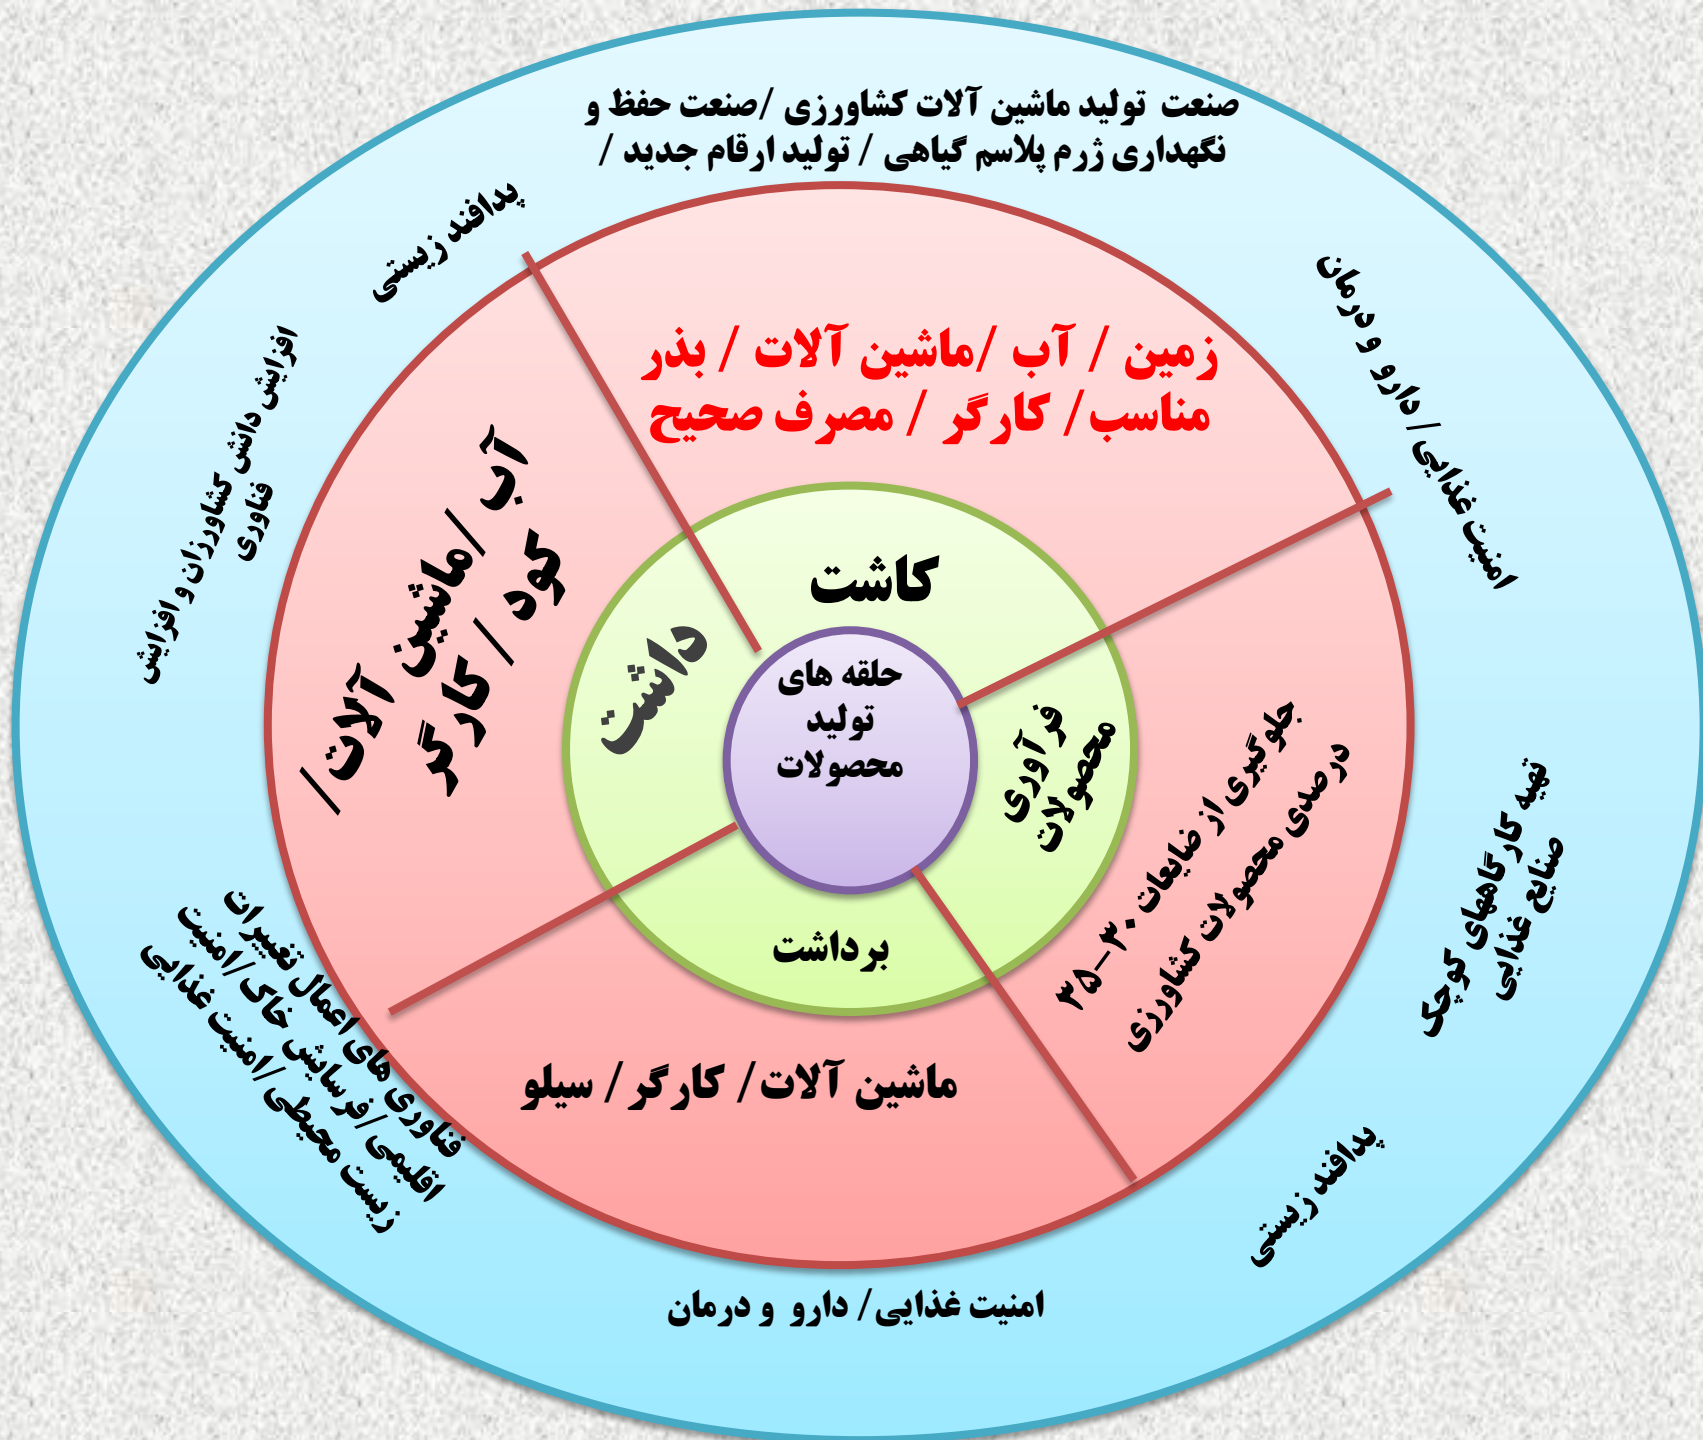 صنعت تولید ماشین آلات کشاورزی /صنعت حفظ و
نگهداری ژرم پلاسم گیاهی / تولید ارقام جدید /
پدافند زیستی
امنیت غذایی/ دارو و درمان
افزایش دانش کشاورزان و افزایش
فناوری
زمین / آب /ماشین آلات / بذر
مناسب/ کارگر / مصرف صحیح
آب /ماشین آلات/
کود / کارگر
کاشت
داشت
حلقه های
تولید
محصولات
فرآوری
محصولات
جلوگیری از ضایعات ۳۰-۳۵
درصدی محصولات کشاورزی
تهیه کارگاههای کوچک
صنایع غذایی
برداشت
فناوری های اعمال تغییرات
اقلیمی/فرسایش خاک/امنیت
زیست محیطی/امنیت غذایی
ماشین آلات/ کارگر/ سیلو
پدافند زیستی
امنیت غذایی/ دارو و درمان